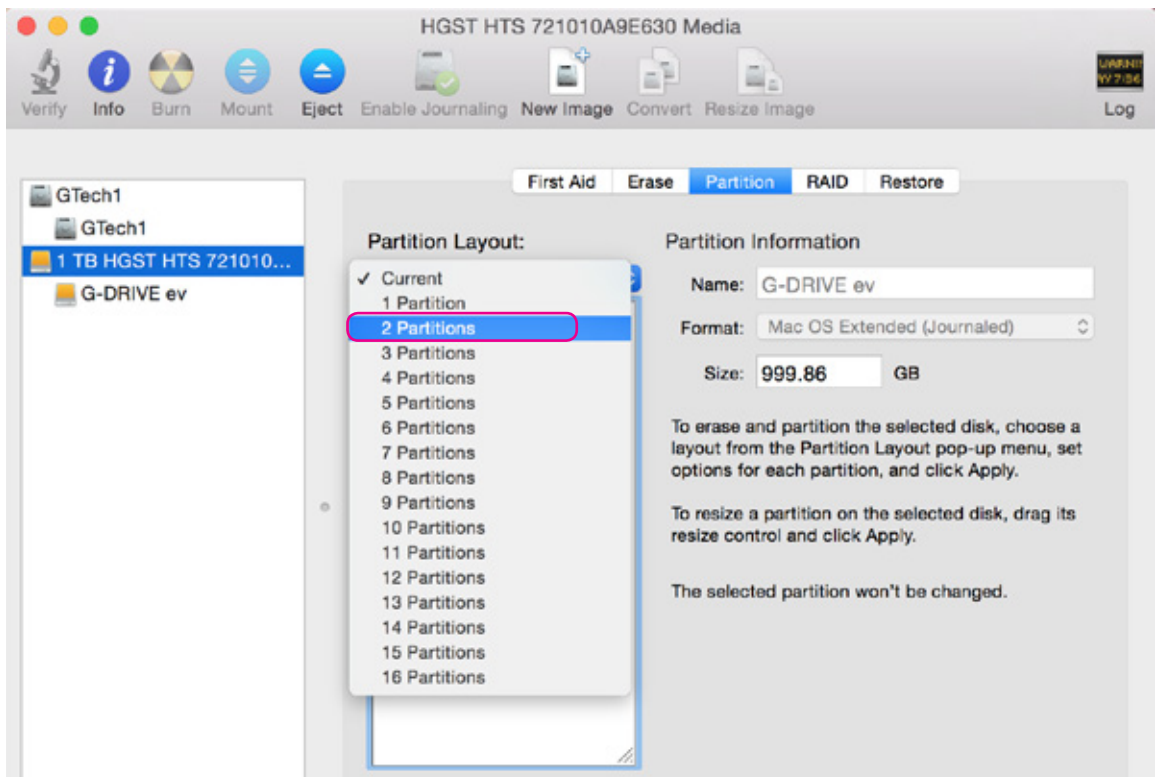 HGST HTS 721010A9E630 Media
Verify Info Burn Mount Eject Enable Journaling New Image Convert Resize Image Log
WARNI
7:36
First Aid Erase Partition RAID Restore
GTech1
GTech1
1 TB HGST HTS 721010...
G-DRIVE ev
Partition Layout:
✓ Current
1 Partition
2 Partitions
3 Partitions
4 Partitions
5 Partitions
6 Partitions
7 Partitions
8 Partitions
9 Partitions
10 Partitions
11 Partitions
12 Partitions
13 Partitions
14 Partitions
15 Partitions
16 Partitions
Partition Information
Name: G-DRIVE ev
Format: Mac OS Extended (Journaled)
Size: 999.86 GB
To erase and partition the selected disk, choose a
layout from the Partition Layout pop-up menu, set
options for each partition, and click Apply.
To resize a partition on the selected disk, drag its
resize control and click Apply.
The selected partition won't be changed.